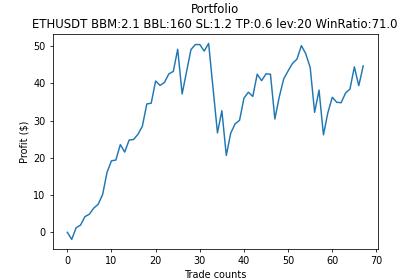 Portfolio
ETHUSDT BBM:2.1 BBL:160 SL:1.2 TP:0.6 lev:20 WinRatio:71.0
50
40
30
20
10
0
Profit ($)
0 10 20 30 40 50 60 70
Trade counts